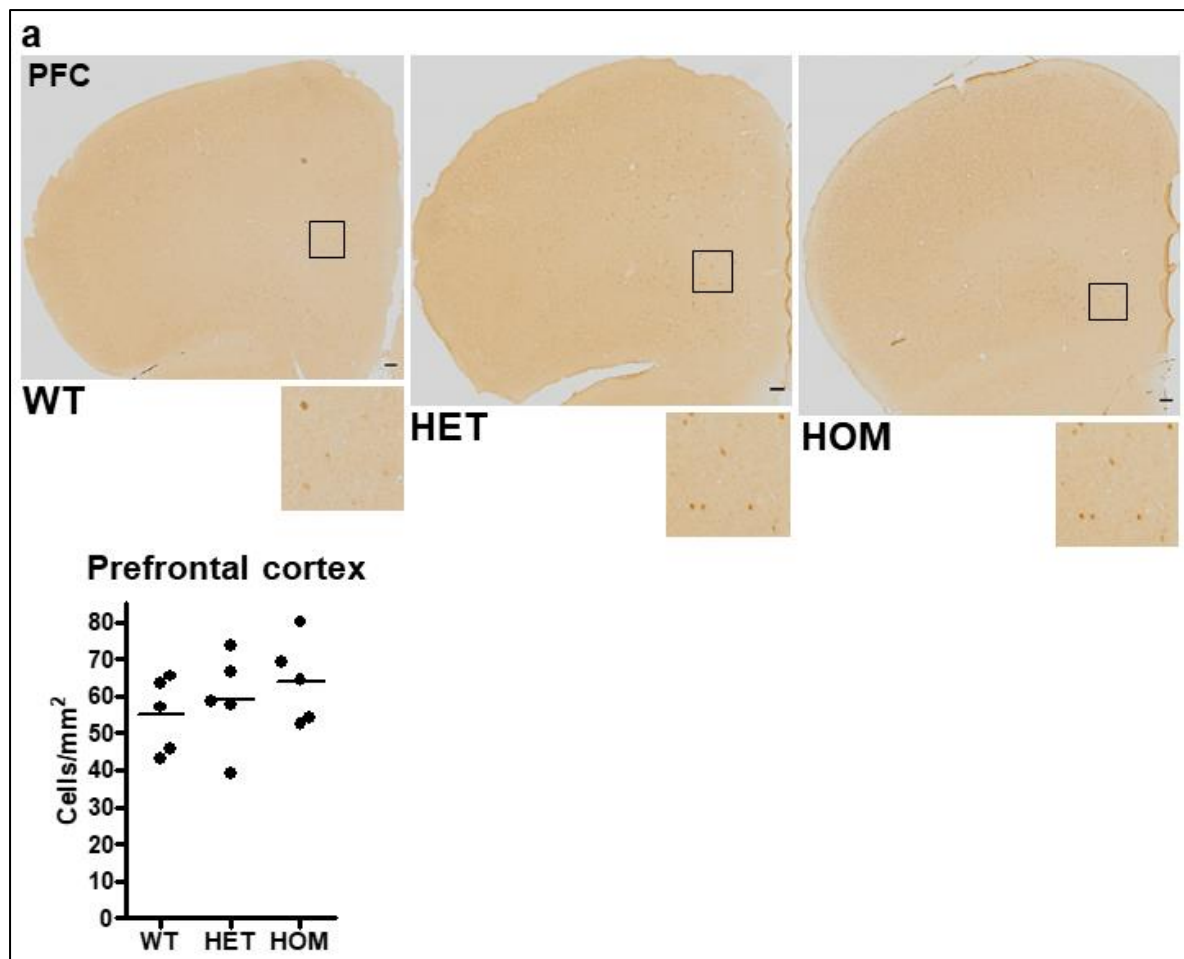 a
PFC
WT
HET
HOM
Prefrontal cortex
Cells/mm²
80
70
60
50
40
30
20
10
0
WT HET HOM